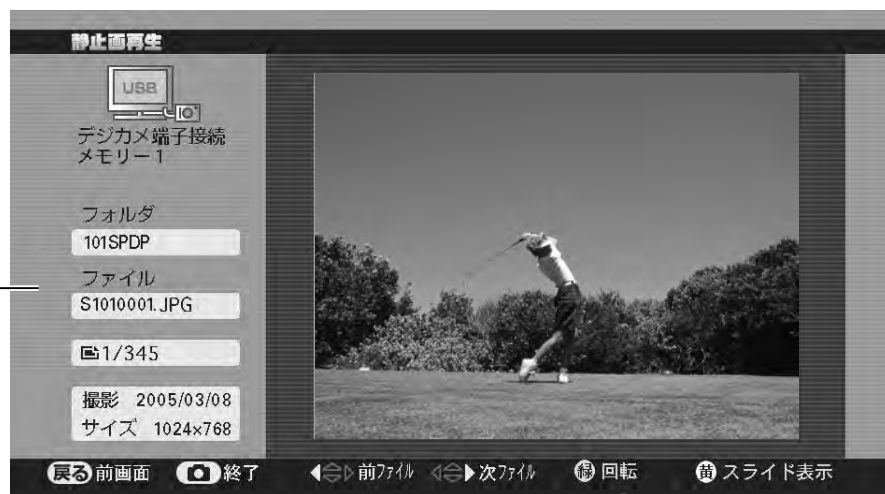 静止画再生
USB
デジカメ端子接続
メモリー1
フォルダ
101SPDP
ファイル
S1010001.JPG
1/345
撮影 2005/03/08
サイズ 1024x768
戻る 前画面 終了 前ファイル 次ファイル 緑 回転 黄 スライド表示